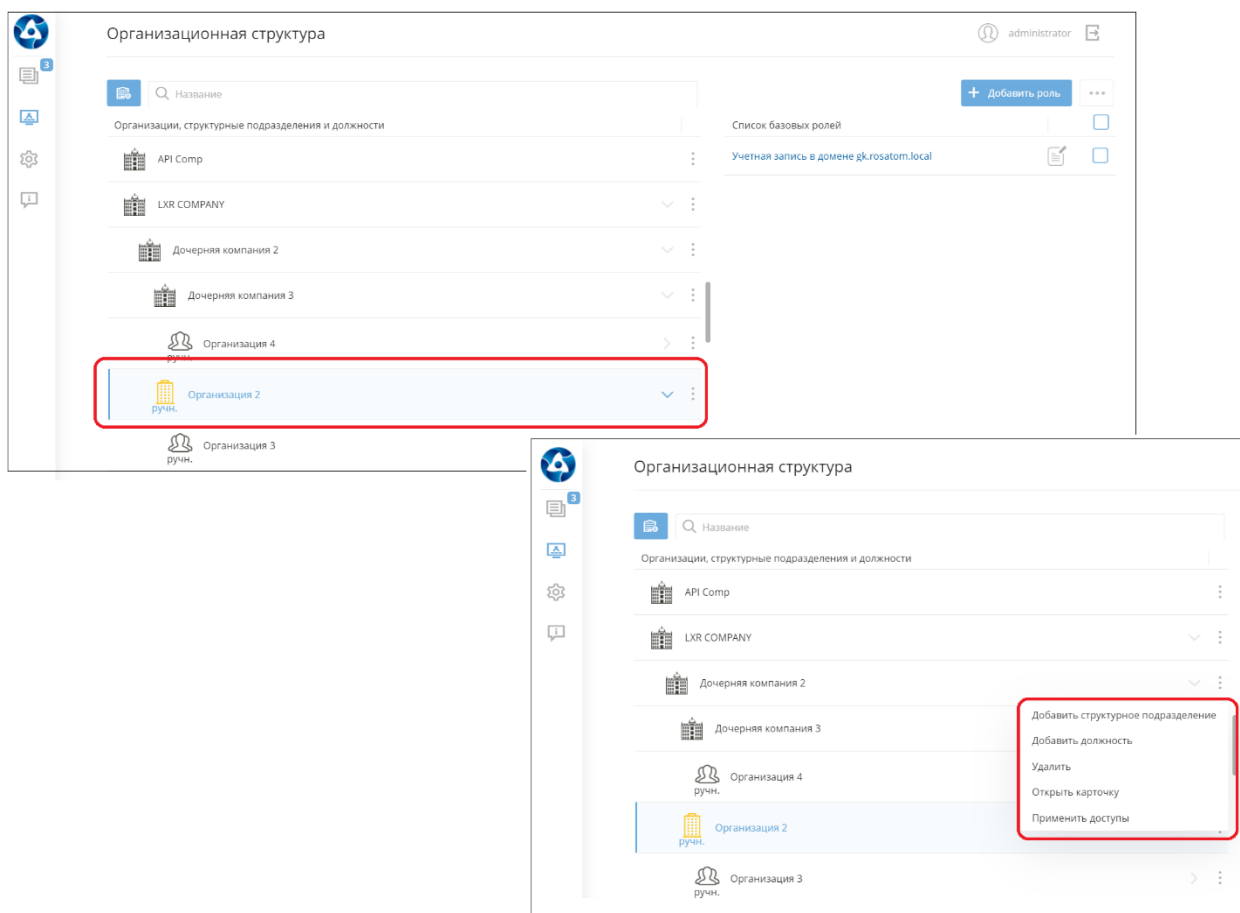 Организационная структура
administrator
3
Название
Добавить роль
Организации, структурные подразделения и должности
Список базовых ролей
API Comp
Учетная запись в домене gk.rosatom.local
LXR COMPANY
Дочерняя компания 2
Дочерняя компания 3
Организация 4
ручн.
Организация 2
ручн.
Организация 3
ручн.
Организационная структура
3
Название
Организации, структурные подразделения и должности
API Comp
LXR COMPANY
Дочерняя компания 2
Добавить структурное подразделение
Дочерняя компания 3
Добавить должность
Удалить
Организация 4
ручн.
Открыть карточку
Применить доступы
Организация 2
ручн.
Организация 3
ручн.